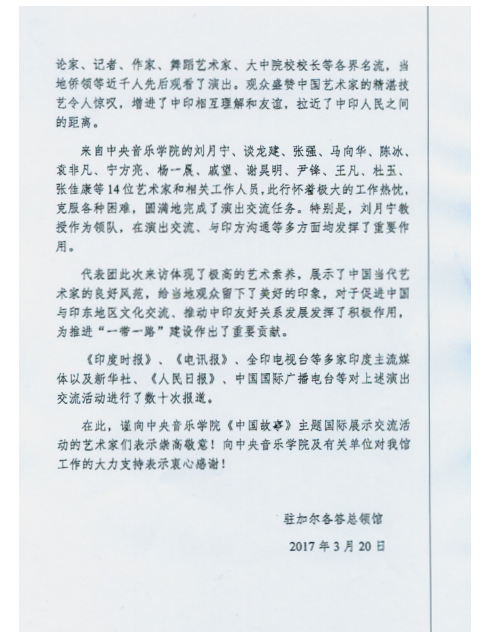 论家、记者、作家、舞蹈艺术家、大中院校校长等各界名流，当
地侨领等近千人先后观看了演出。观众盛赞中国艺术家的精湛技
艺令人惊叹，增进了中印相互理解和友谊，拉近了中印人民之间
的距离。
来自中央音乐学院的刘月宁、谈龙建、张强、马向华、陈冰、
袁非凡、宁方亮、杨一晨、戚望、谢昊明、尹锋、王凡、杜玉、
张佳康等 14 位艺术家和相关工作人员，此行怀着极大的工作热忱，
克服各种困难，圆满地完成了演出交流任务。特别是，刘月宁教
授作为领队，在演出交流、与印方沟通等多方面均发挥了重要作
用。
代表团此次来访体现了极高的艺术素养，展示了中国当代艺
术家的良好风范，给当地观众留下了美好的印象，对于促进中国
与印东地区文化交流、推动中印友好关系发展发挥了积极作用，
为推进“一带一路”建设作出了重要贡献。
《印度时报》、《电讯报》、全印电视台等多家印度主流媒
体以及新华社、《人民日报》、中国国际广播电台等对上述演出
交流活动进行了数十次报道。
在此，谨向中央音乐学院《中国故事》主题国际展示交流活
动的艺术家们表示崇高敬意！向中央音乐学院及有关单位对我馆
工作的大力支持表示衷心感谢！
驻加尔各答总领馆
2017 年 3 月 20 日